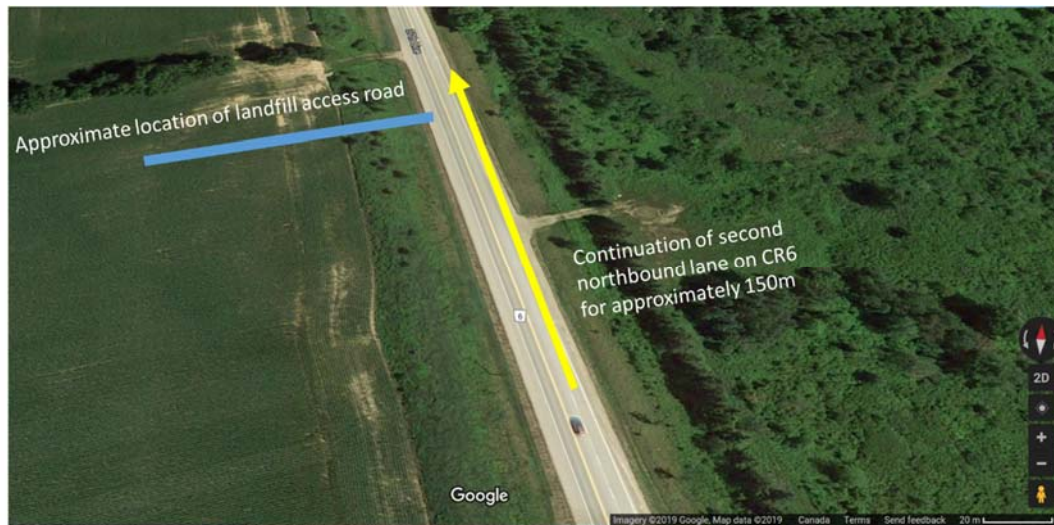 Approximate location of landfill access road
Continuation of second
northbound lane on CR6
for approximately 150m
6
2D
Google
Imagery ©2019 Google, Map data ©2019 Canada Terms Send feedback 20 m